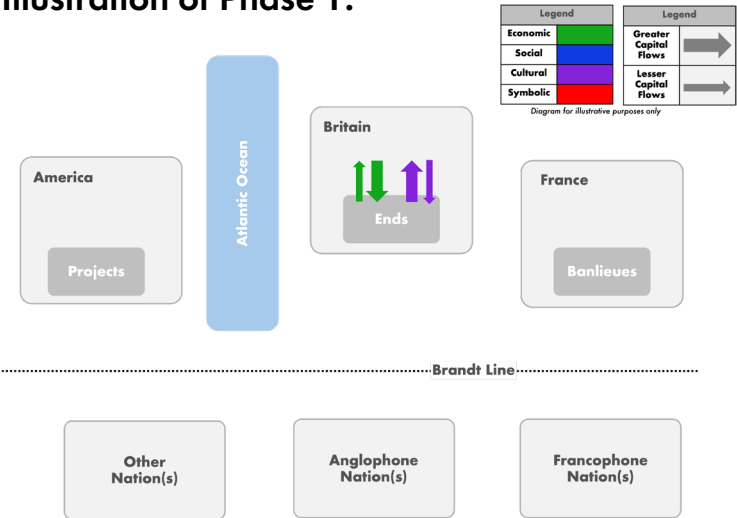 Illustration of Phase 1:
Legend
Economic
Social
Cultural
Symbolic
Legend
Greater
Capital
Flows
Lesser
Capital
Flows
Diagram for illustrative purposes only
America
Projects
Atlantic Ocean
Britain
Ends
France
Banlieues
Brandt Line
Other
Nation(s)
Anglophone
Nation(s)
Francophone
Nation(s)